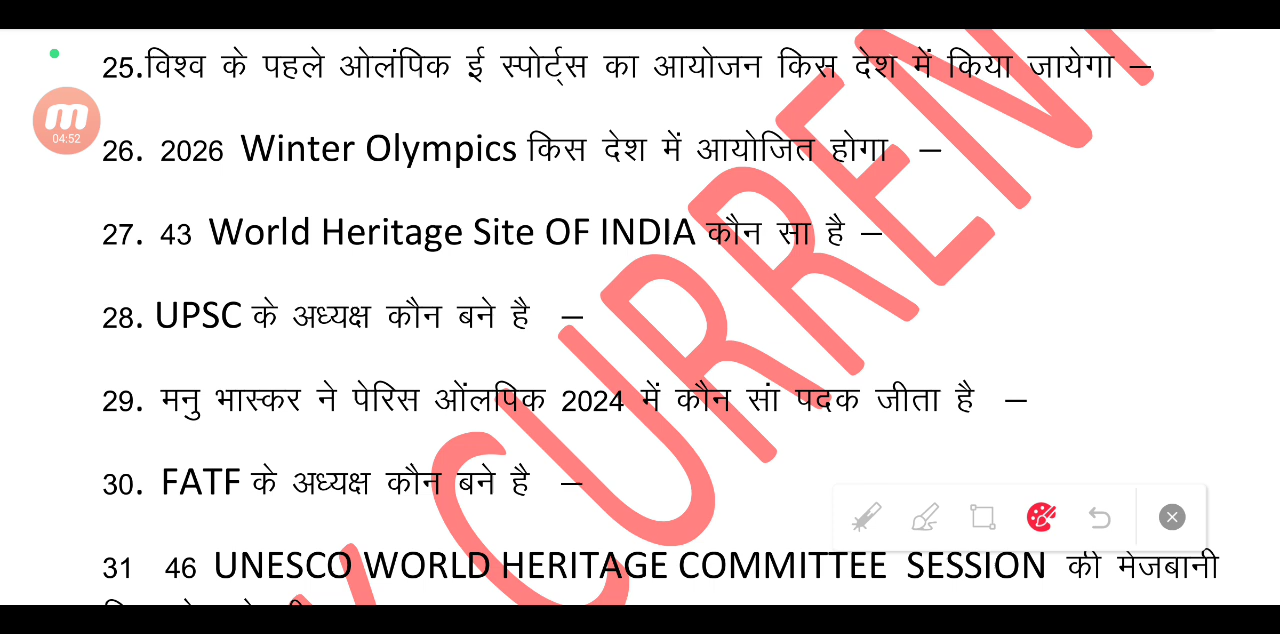 25.विश्व के पहले ओलंपिक ई स्पोर्ट्स का आयोजन किस देश में किया जायेगा –
04:52
26. 2026 Winter Olympics किस देश में आयोजित होगा –
27. 43 World Heritage Site OF INDIA कौन सा है –
28. UPSC के अध्यक्ष कौन बने है –
29. मनु भास्कर ने पेरिस ओंलपिक 2024 में कौन सां पदक जीता है –
30. FATF के अध्यक्ष कौन बने है –
31 46 UNESCO WORLD HERITAGE COMMITTEE SESSION की मेजबानी